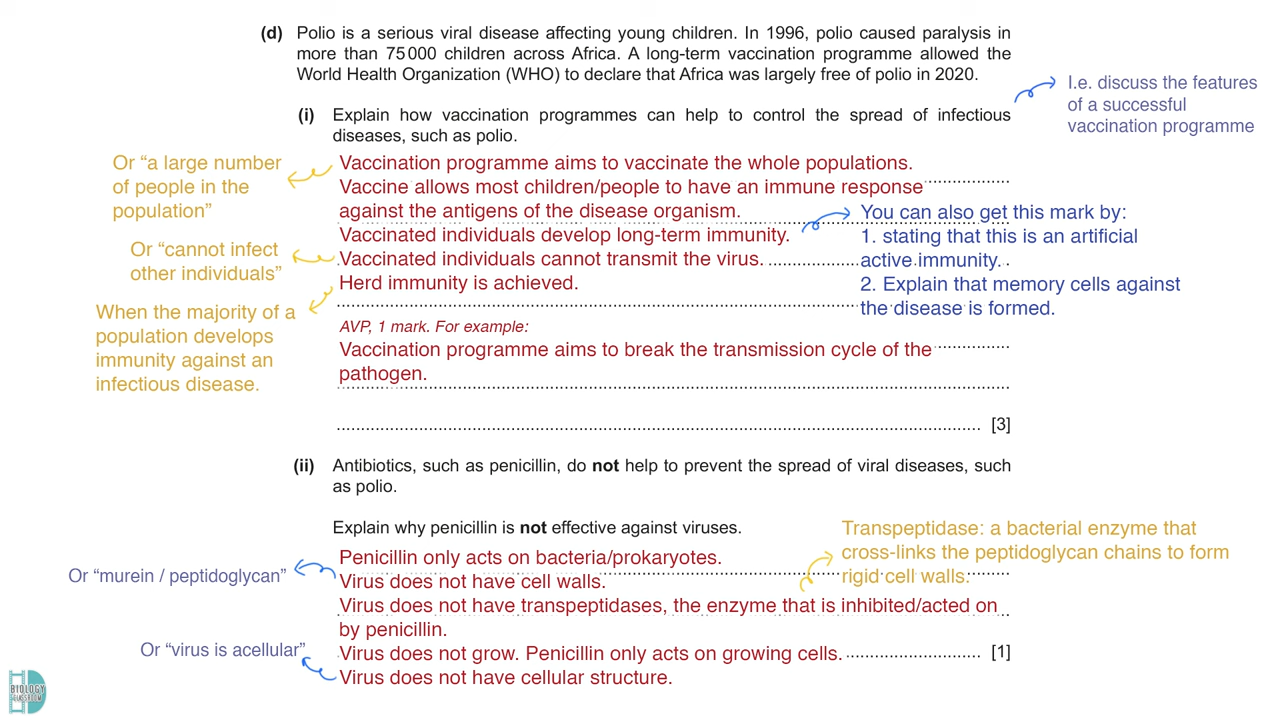 (d) Polio is a serious viral disease affecting young children. In 1996, polio caused paralysis in
more than 75000 children across Africa. A long-term vaccination programme allowed the
World Health Organization (WHO) to declare that Africa was largely free of polio in 2020.
I.e. discuss the features
of a successful
vaccination programme
(i) Explain how vaccination programmes can help to control the spread of infectious
diseases, such as polio.
Or “a large number
of people in the
population”
Vaccination programme aims to vaccinate the whole populations.
Vaccine allows most children/people to have an immune response
against the antigens of the disease organism.
Vaccinated individuals develop long-term immunity.
You can also get this mark by:
1. stating that this is an artificial
active immunity.
2. Explain that memory cells against
the disease is formed.
Or “cannot infect
other individuals”
Vaccinated individuals cannot transmit the virus.
Herd immunity is achieved.
When the majority of a
population develops
immunity against an
infectious disease.
AVP, 1 mark. For example:
Vaccination programme aims to break the transmission cycle of the
pathogen.
[3]
(ii) Antibiotics, such as penicillin, do not help to prevent the spread of viral diseases, such
as polio.
Explain why penicillin is not effective against viruses.
Transpeptidase: a bacterial enzyme that
cross-links the peptidoglycan chains to form
rigid cell walls.
Penicillin only acts on bacteria/prokaryotes.
Or “murein / peptidoglycan”
Virus does not have cell walls.
Virus does not have transpeptidases, the enzyme that is inhibited/acted on
by penicillin.
Virus does not grow. Penicillin only acts on growing cells. [1]
Or “virus is acellular”
Virus does not have cellular structure.
BIOLOGY
CLASSROOM